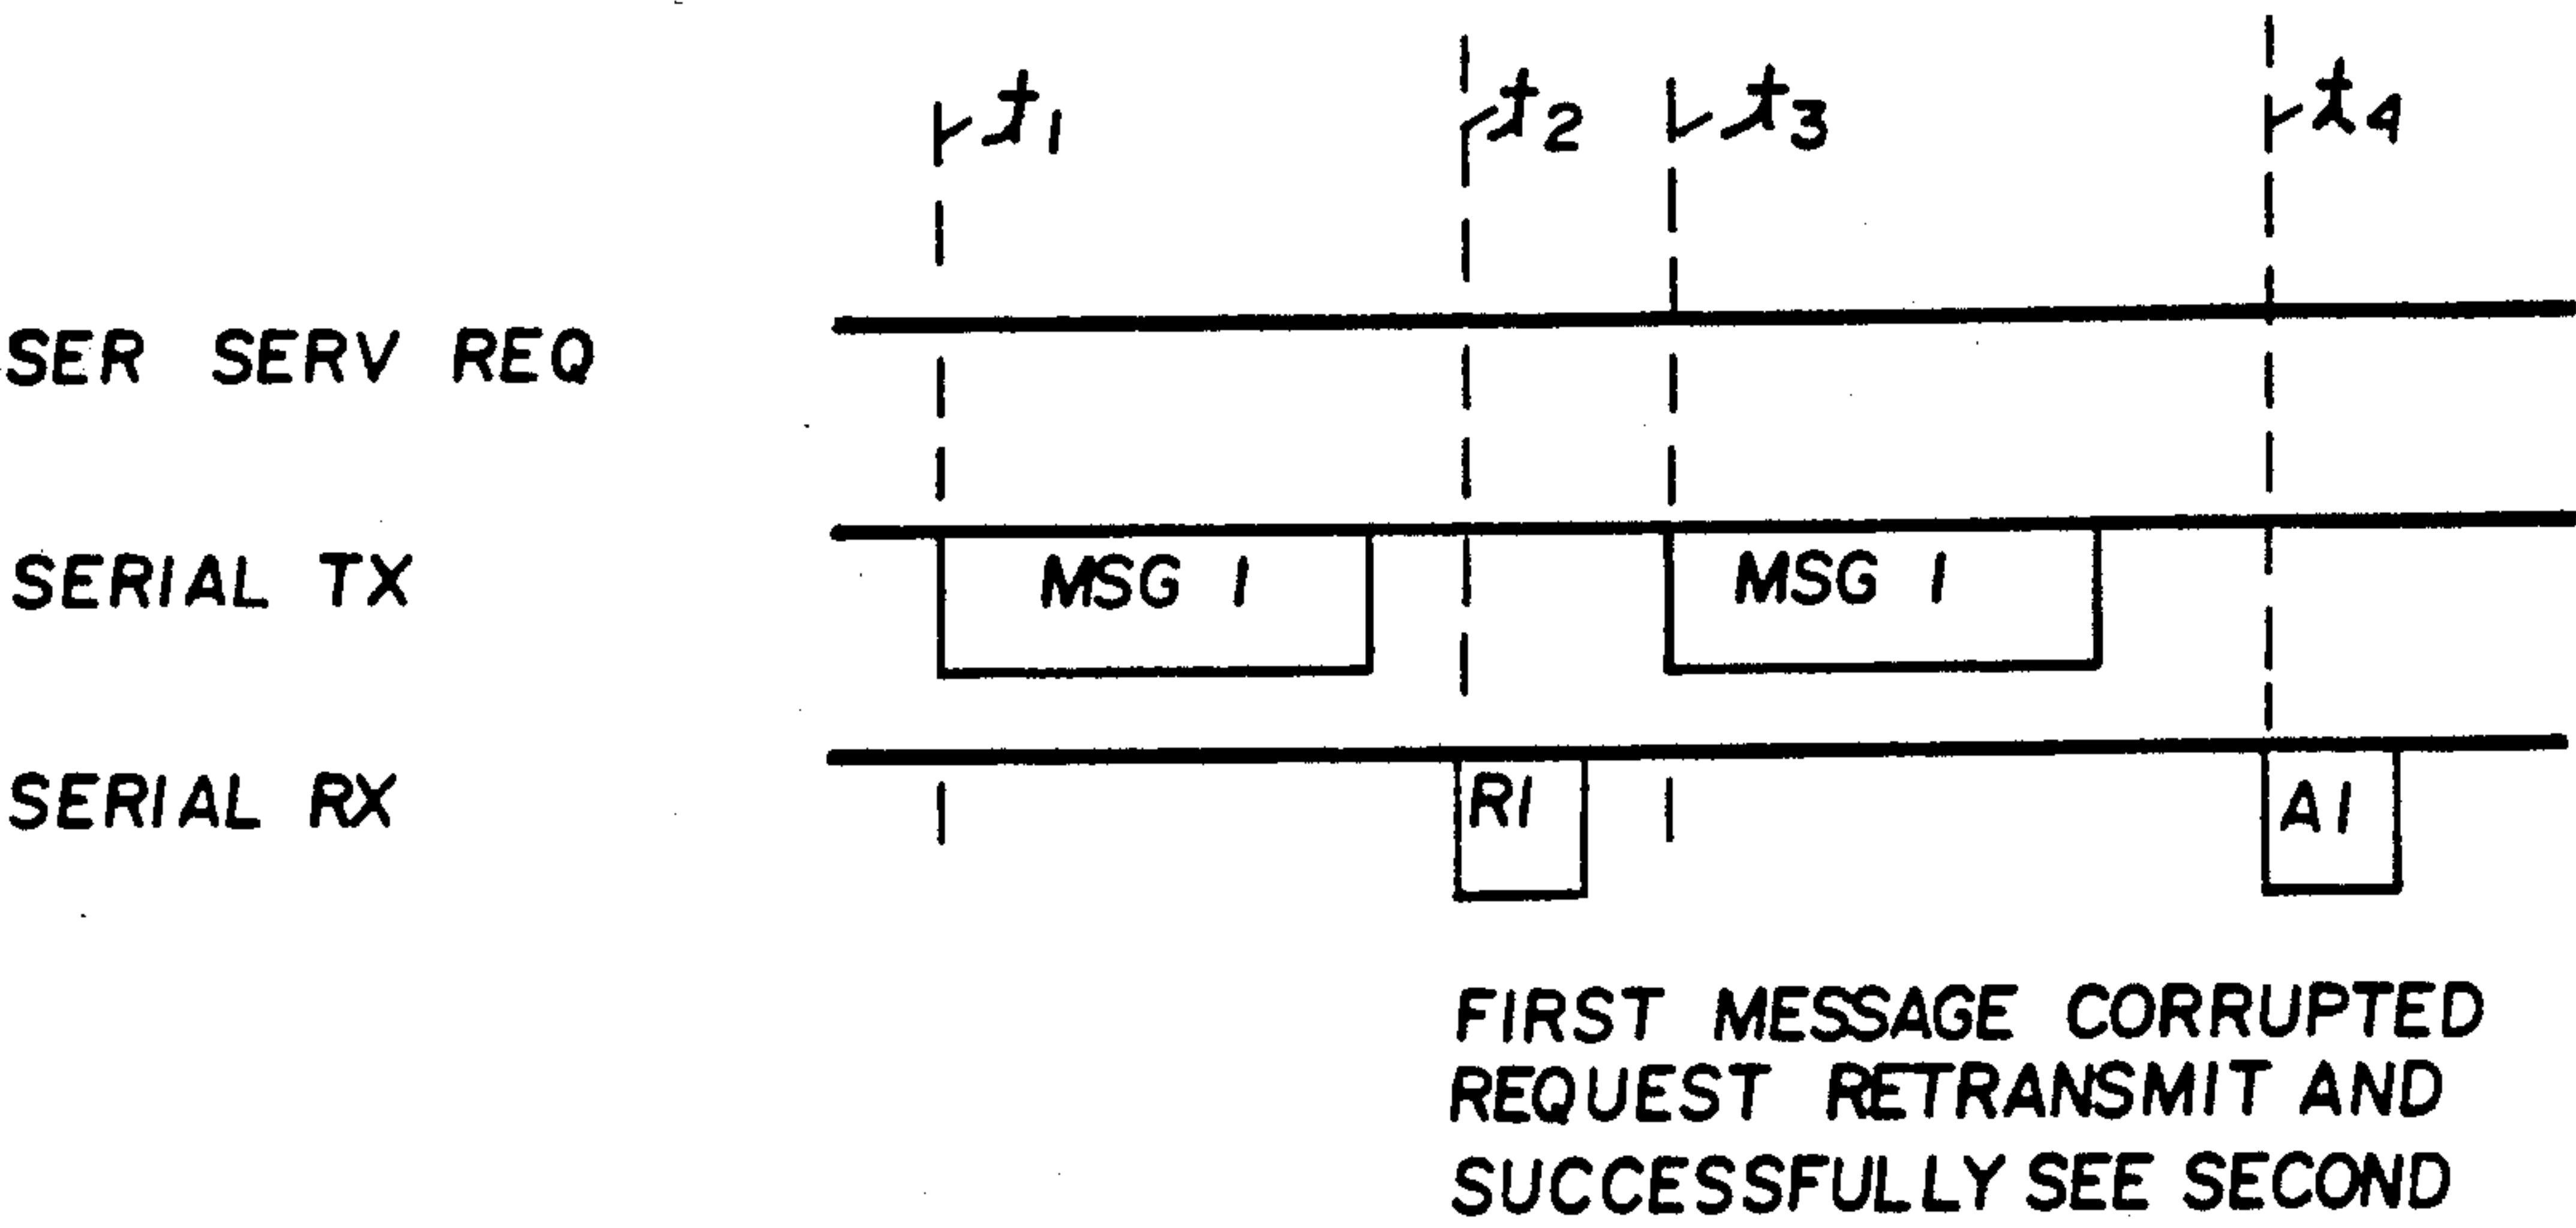 t1 t2 t3 t4
SER SERV REQ
SERIAL TX MSG 1 MSG 1
SERIAL RX R1 A1
FIRST MESSAGE CORRUPTED
REQUEST RETRANSMIT AND
SUCCESSFULLY SEE SECOND